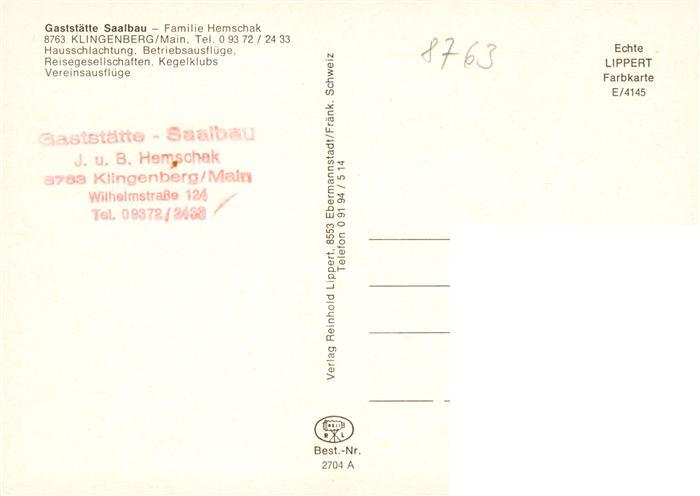 Gaststätte Saalbau – Familie Hemschak
8763 KLINGENBERG/Main, Tel. 0 93 72 / 24 33
Hausschlachtung, Betriebsausflüge,
Reisegesellschaften, Kegelklubs
Vereinsausflüge
8763
Echte
LIPPERT
Farbkarte
E/4145
Gaststätte - Saalbau
J. u. B. Hemschak
8763 Klingenberg/Main
Wilhelmstraße 124
Tel. 09372/2433
Verlag Reinhold Lippert, 8553 Ebermannstadt/Fränk. Schweiz
Telefon 0 91 94 / 5 14
R L
Best.-Nr.
2704 A